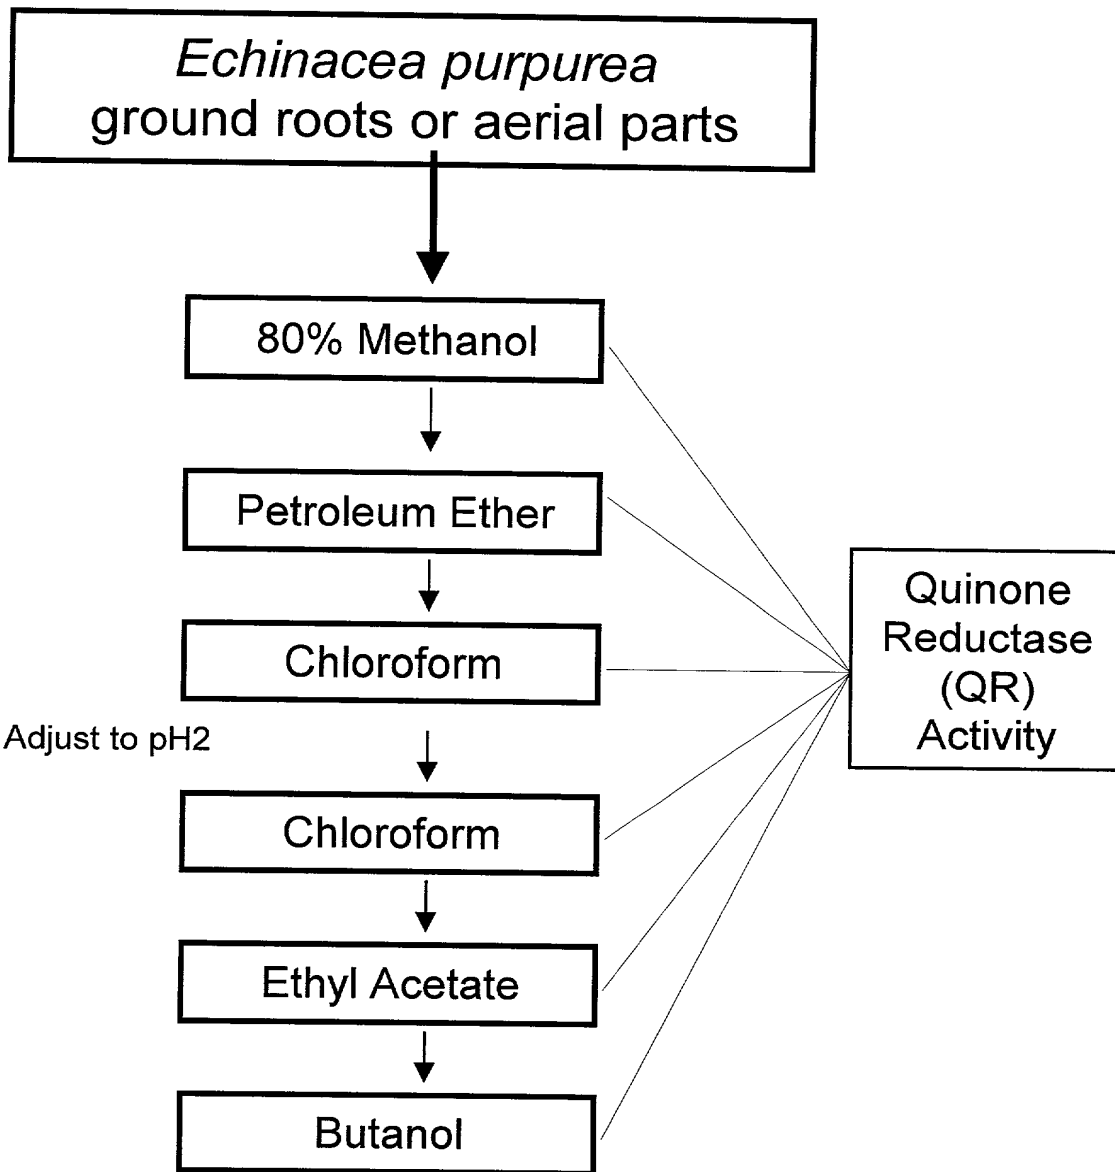 Echinacea purpurea
ground roots or aerial parts
80% Methanol
Petroleum Ether
Chloroform
Adjust to pH2
Chloroform
Ethyl Acetate
Butanol
Quinone
Reductase
(QR)
Activity